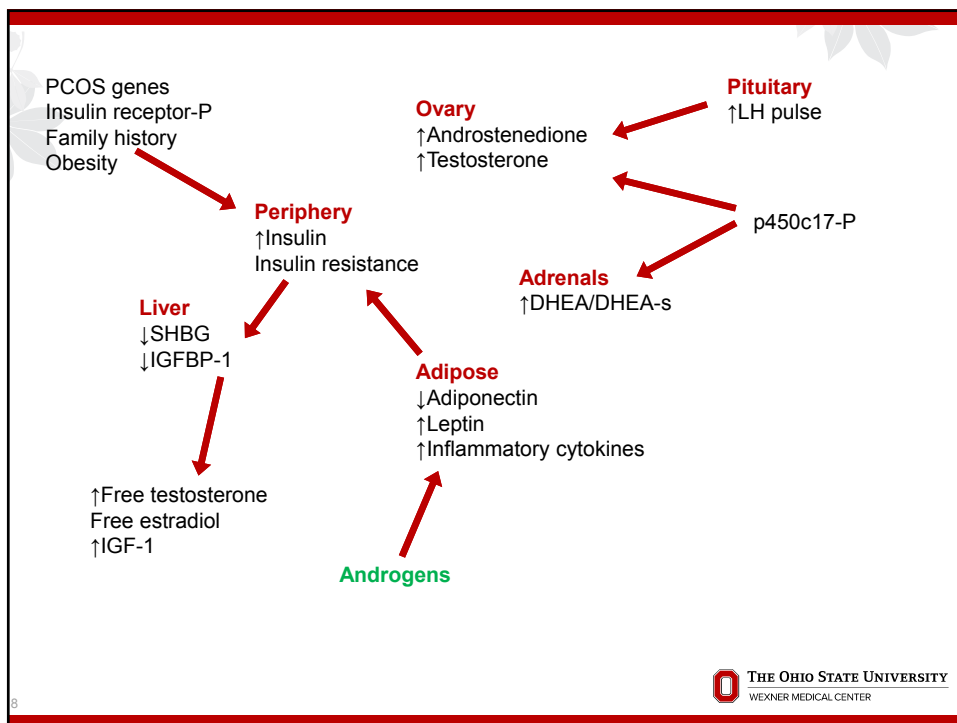 PCOS genes
Insulin receptor-P
Family history
Obesity
Ovary
↑Androstenedione
↑Testosterone
Pituitary
↑LH pulse
Periphery
↑Insulin
Insulin resistance
p450c17-P
Adrenals
↑DHEA/DHEA-s
Liver
↓SHBG
↓IGFBP-1
Adipose
↓Adiponectin
↑Leptin
↑Inflammatory cytokines
↑Free testosterone
Free estradiol
↑IGF-1
Androgens
THE OHIO STATE UNIVERSITY
WEXNER MEDICAL CENTER
8